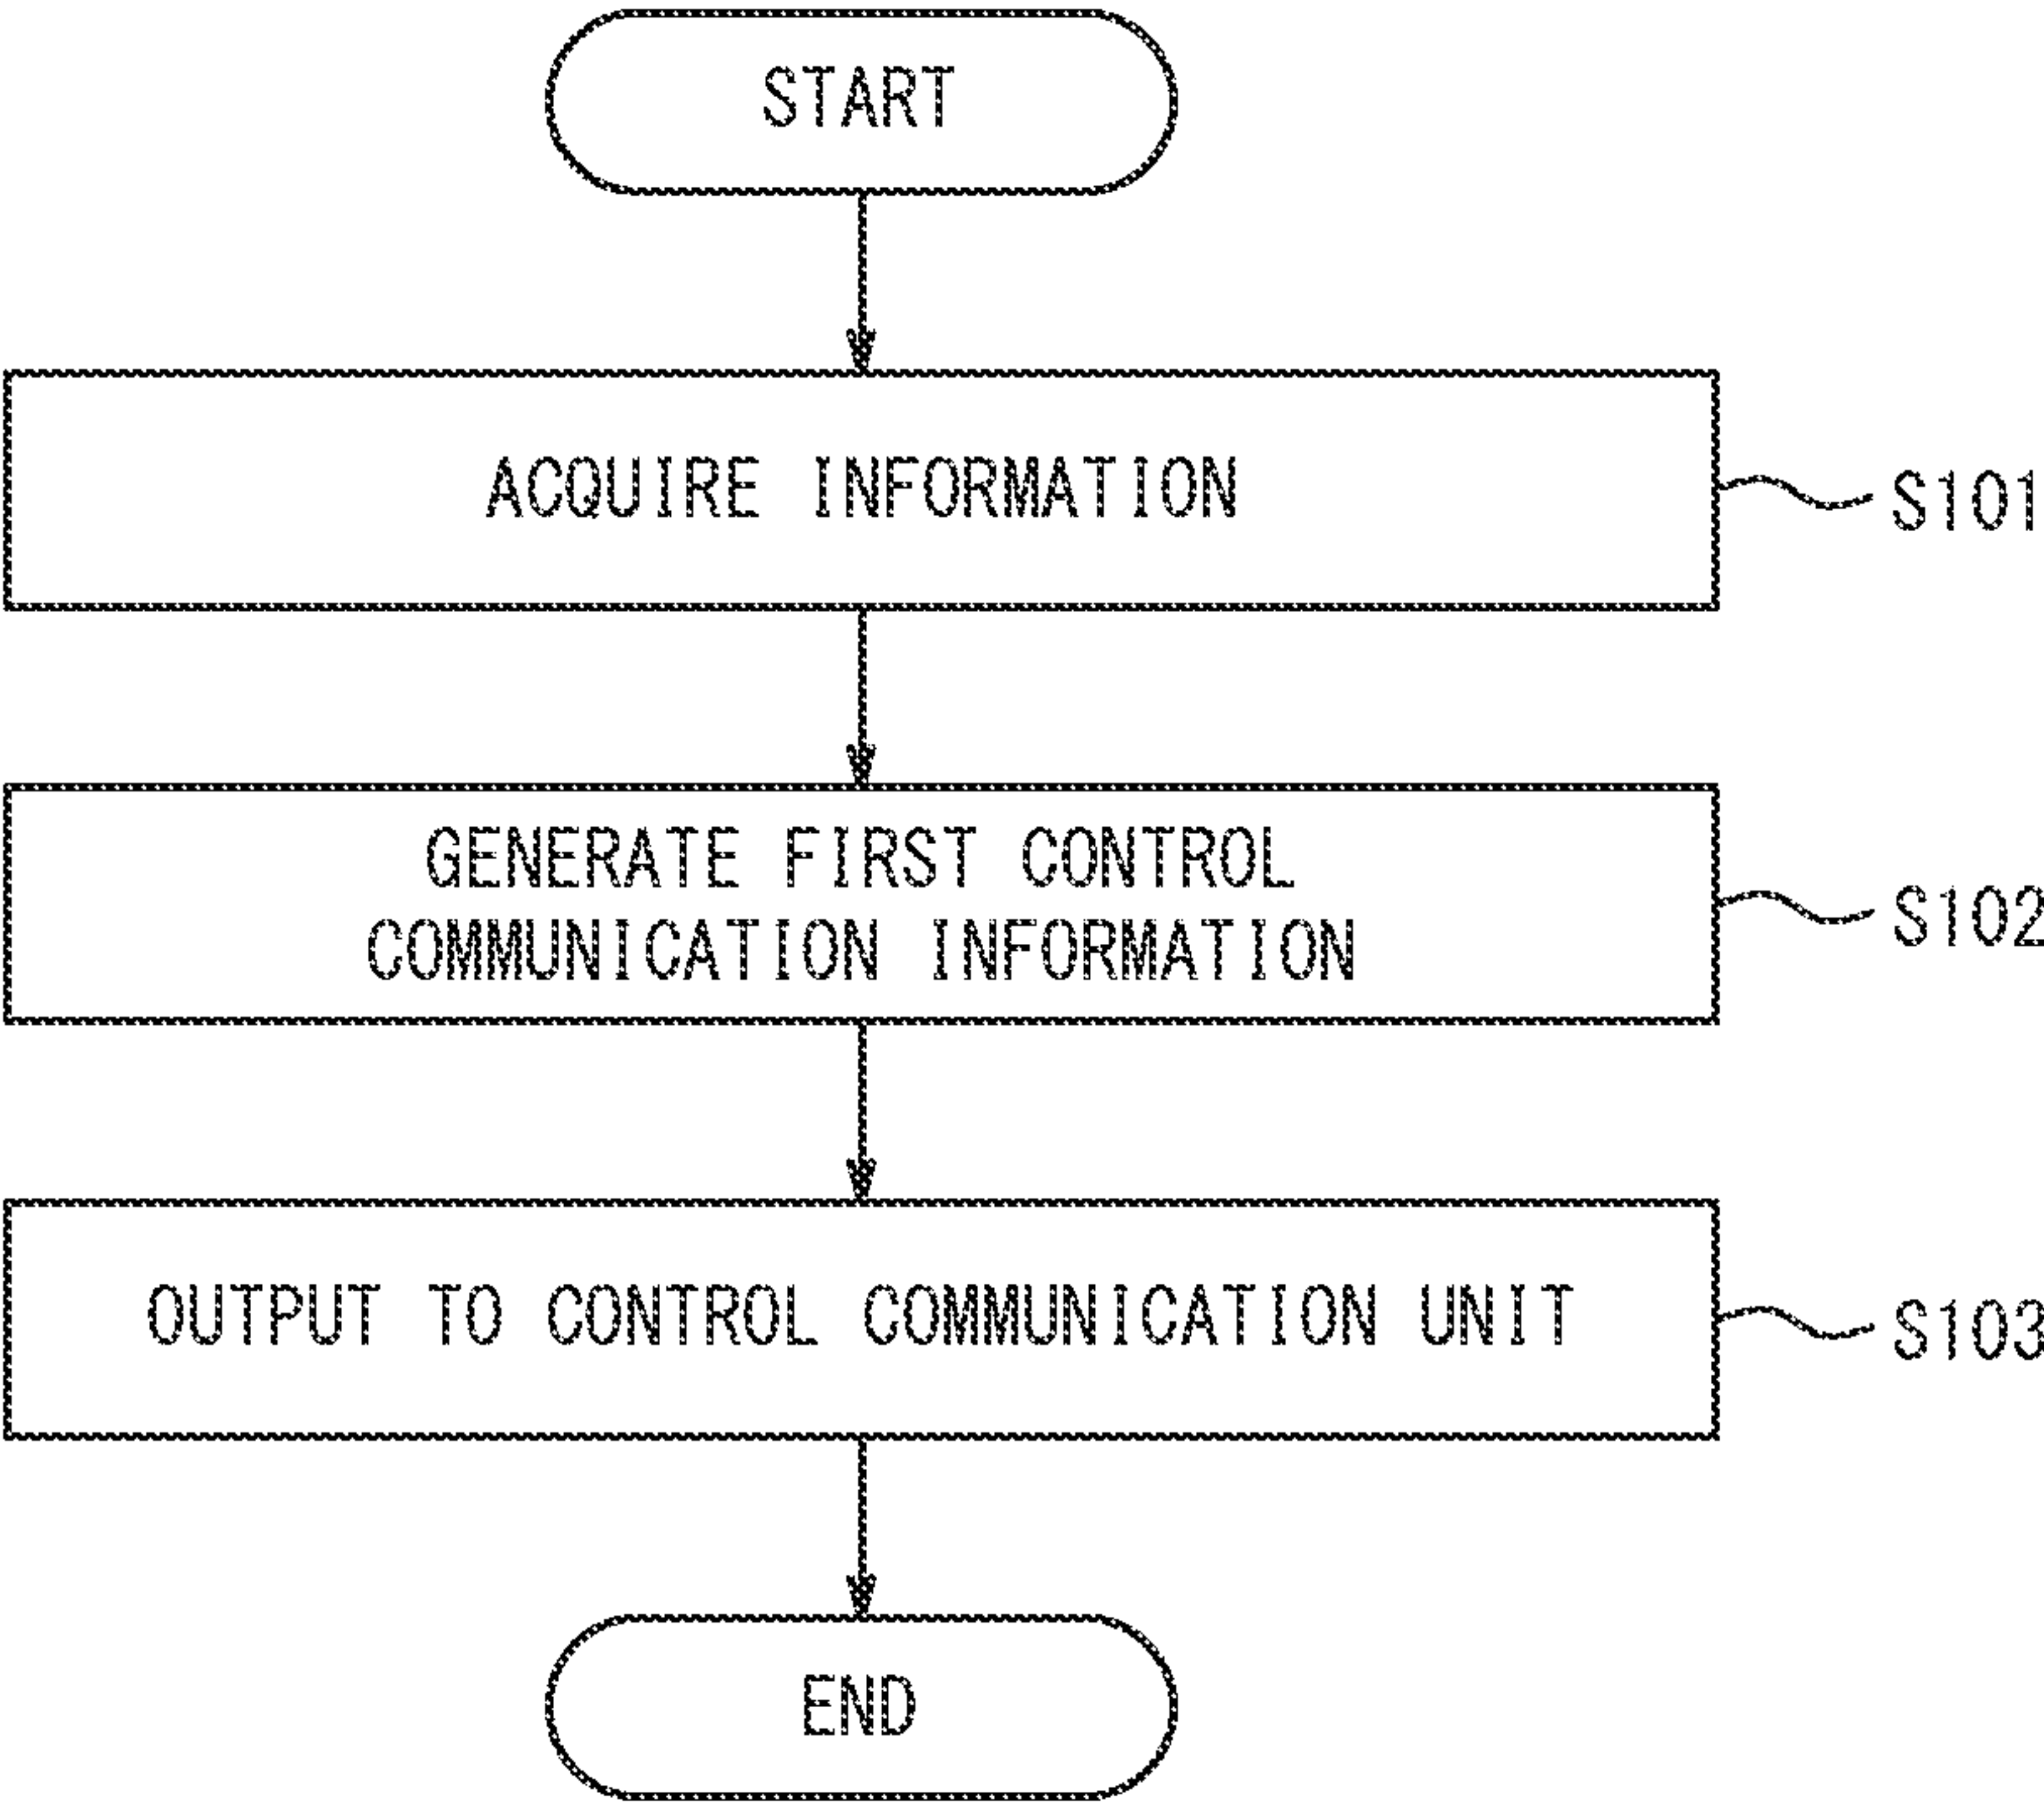 START
ACQUIRE INFORMATION
S101
GENERATE FIRST CONTROL
COMMUNICATION INFORMATION
S102
OUTPUT TO CONTROL COMMUNICATION UNIT
S103
END